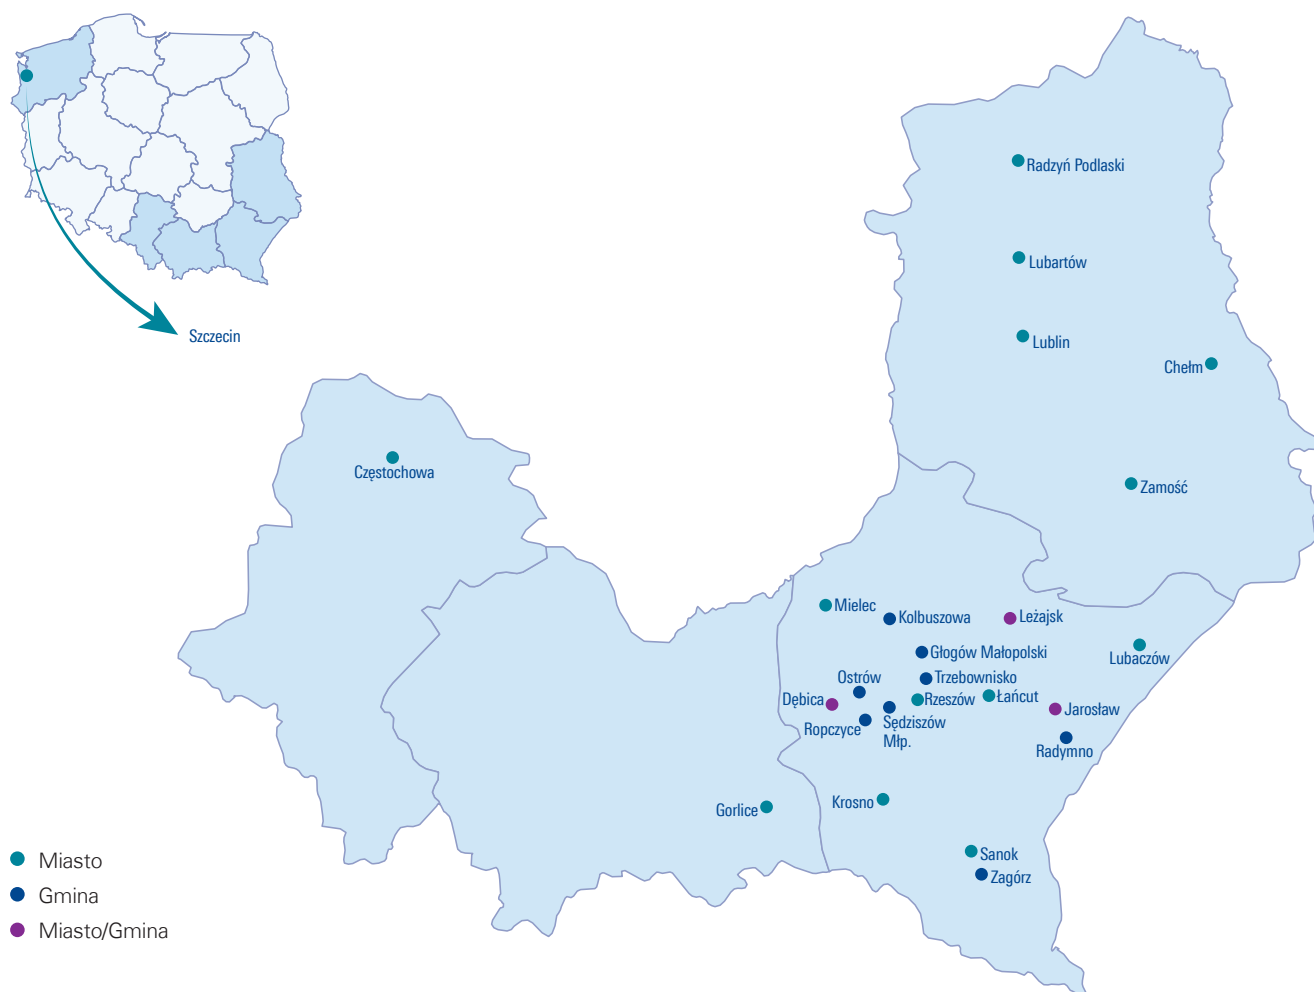 Szczecin
Radzyń Podlaski
Lubartów
Lublin
Chełm
Częstochowa
Zamość
Mielec
Kolbuszowa
Leżajsk
Głogów Małopolski
Lubaczów
Ostrów
Trzebownisko
Dębica
Rzeszów
Łańcut
Jarosław
Ropczyce
Sędziszów
Młp.
Radymno
Gorlice
Krosno
Sanok
Zagórz
Miasto
Gmina
Miasto/Gmina